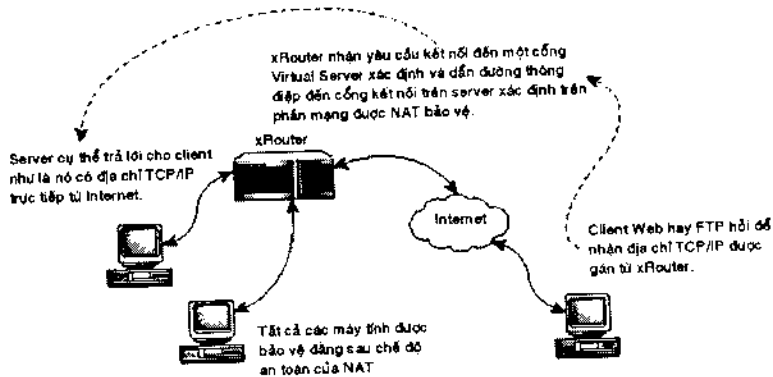 xRouter nhận yêu cầu kết nối đến một cổng
Virtual Server xác định và dẫn đường thông
điệp đến cổng kết nối trên server xác định trên
phần mạng được NAT bảo vệ.
xRouter
Server cụ thể trả lời cho client
như là nó có địa chỉ TCP/IP
trực tiếp từ Internet.
Internet
Client Web hay FTP hỏi để
nhận địa chỉ TCP/IP được
gán từ xRouter.
Tất cả các máy tính được
bảo vệ đằng sau chế độ
an toàn của NAT